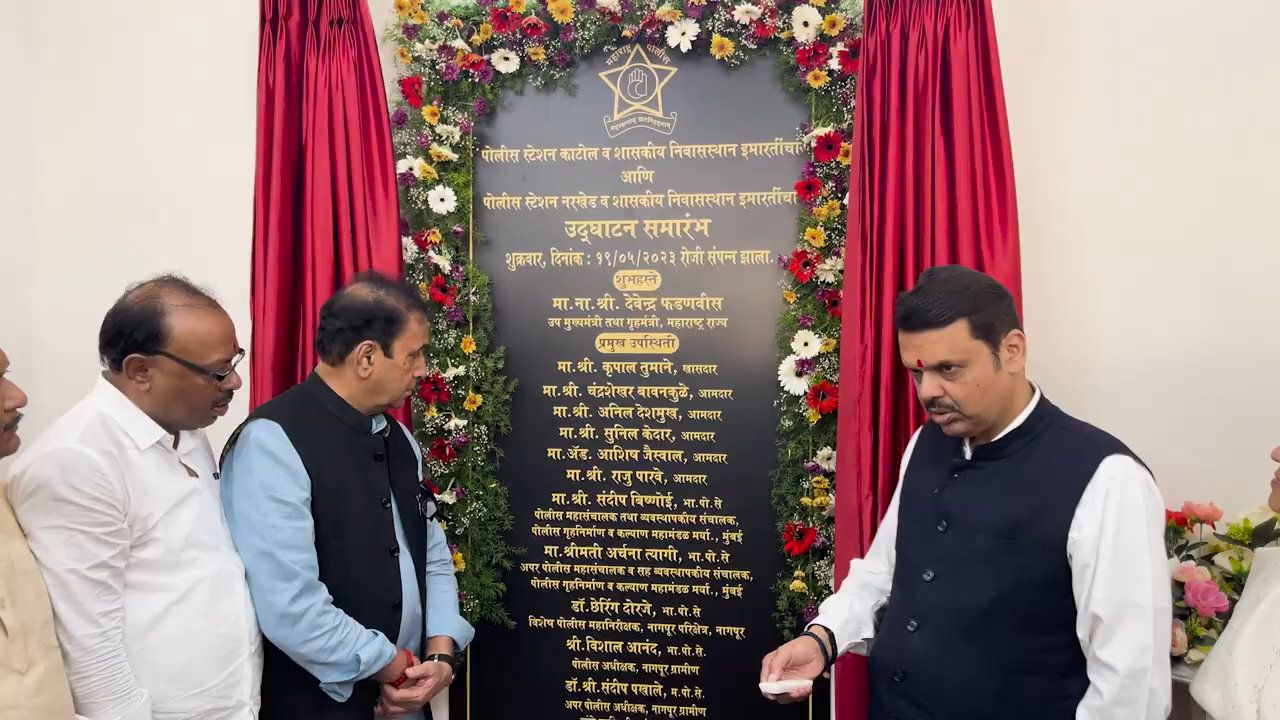 महाराष्ट्र पोलीस
सद्रक्षणाय खलनिग्रहणाय
पोलीस स्टेशन काटोल व शासकीय निवासस्थान इमारतींचा
आणि
पोलीस स्टेशन नरखेड व शासकीय निवासस्थान इमारतींचा
उद्घाटन समारंभ
शुक्रवार, दिनांक : १९/०५/२०२३ रोजी संपन्न झाला.
शुभहस्ते
मा.ना.श्री. देवेन्द्र फडणवीस
उप मुख्यमंत्री तथा गृहमंत्री, महाराष्ट्र राज्य
प्रमुख उपस्थिती
मा.श्री. कृपाल तुमाने, खासदार
मा.श्री. चंद्रशेखर बावनकुळे, आमदार
मा.श्री. अनिल देशमुख, आमदार
मा.श्री. सुनिल केदार, आमदार
मा.ॲड. आशिष जैस्वाल, आमदार
मा.श्री. राजु पारवे, आमदार
मा.श्री. संदीप बिष्णोई, भा.पो.से
पोलीस महासंचालक तथा व्यवस्थापकीय संचालक,
पोलीस गृहनिर्माण व कल्याण महामंडळ मर्या., मुंबई
मा.श्रीमती अर्चना त्यागी, भा.पो.से
अपर पोलीस महासंचालक व सह व्यवस्थापकीय संचालक,
पोलीस गृहनिर्माण व कल्याण महामंडळ मर्या., मुंबई
डॉ.छेरिंग दोरजे, भा.पो.से
विशेष पोलीस महानिरीक्षक, नागपूर परिक्षेत्र, नागपूर
श्री.विशाल आनंद, भा.पो.से.
पोलीस अधीक्षक, नागपूर ग्रामीण
डॉ.श्री.संदीप पखाले, म.पो.से.
अपर पोलीस अधीक्षक, नागपूर ग्रामीण